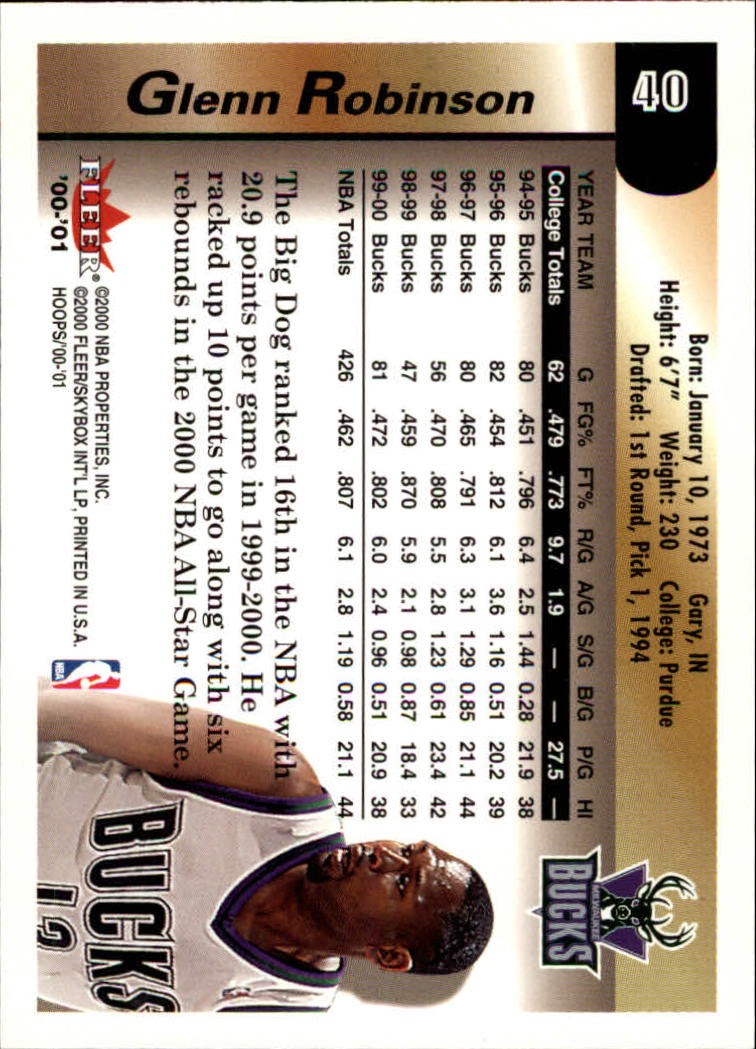 40
Born: January 10, 1973 Gary, IN
Height: 6'7" Weight: 230 College: Purdue
Drafted: 1st Round, Pick 1, 1994
MILWAUKEE
BUCKS
YEAR TEAM G FG% FT% R/G A/G S/G B/G P/G HI
College Totals 62 .479 .773 9.7 1.9 — — 27.5 —
94-95 Bucks 80 .451 .796 6.4 2.5 1.44 0.28 21.9 38
95-96 Bucks 82 .454 .812 6.1 3.6 1.16 0.51 20.2 39
96-97 Bucks 80 .465 .791 6.3 3.1 1.29 0.85 21.1 44
97-98 Bucks 56 .470 .808 5.5 2.8 1.23 0.61 23.4 42
98-99 Bucks 47 .459 .870 5.9 2.1 0.98 0.87 18.4 33
99-00 Bucks 81 .472 .802 6.0 2.4 0.96 0.51 20.9 38
NBA Totals 426 .462 .807 6.1 2.8 1.19 0.58 21.1 44
Glenn Robinson
The Big Dog ranked 16th in the NBA with
20.9 points per game in 1999-2000. He
racked up 10 points to go along with six
rebounds in the 2000 NBA All-Star Game.
FLEER®
'00-'01
©2000 NBA PROPERTIES, INC.
©2000 FLEER/SKYBOX INT'L LP, PRINTED IN U.S.A.
HOOPS/'00-'01
NBA
BUCKS
13